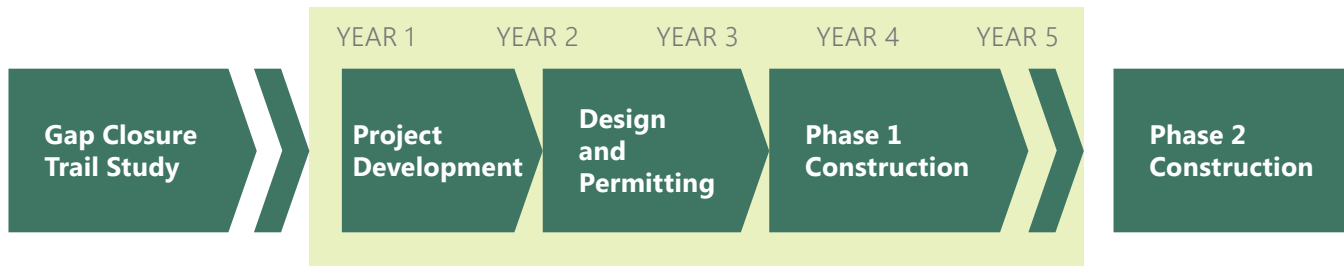 YEAR 1 YEAR 2 YEAR 3 YEAR 4 YEAR 5
Gap Closure
Trail Study
Project
Development
Design
and
Permitting
Phase 1
Construction
Phase 2
Construction